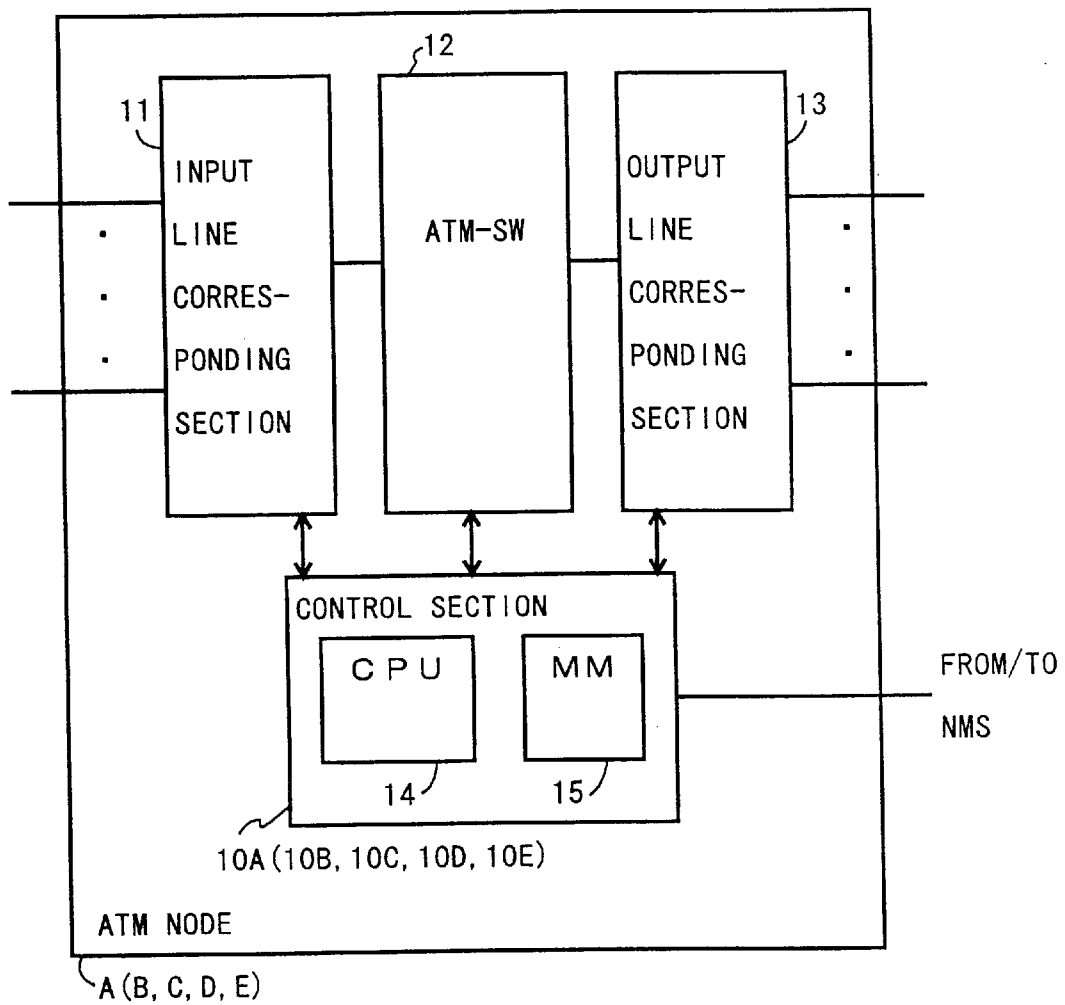 12
11
13
INPUT
LINE
CORRES-
PONDING
SECTION
ATM-SW
OUTPUT
LINE
CORRES-
PONDING
SECTION
CONTROL SECTION
CPU
MM
14
15
FROM/TO
NMS
10A(10B, 10C, 10D, 10E)
ATM NODE
A(B, C, D, E)